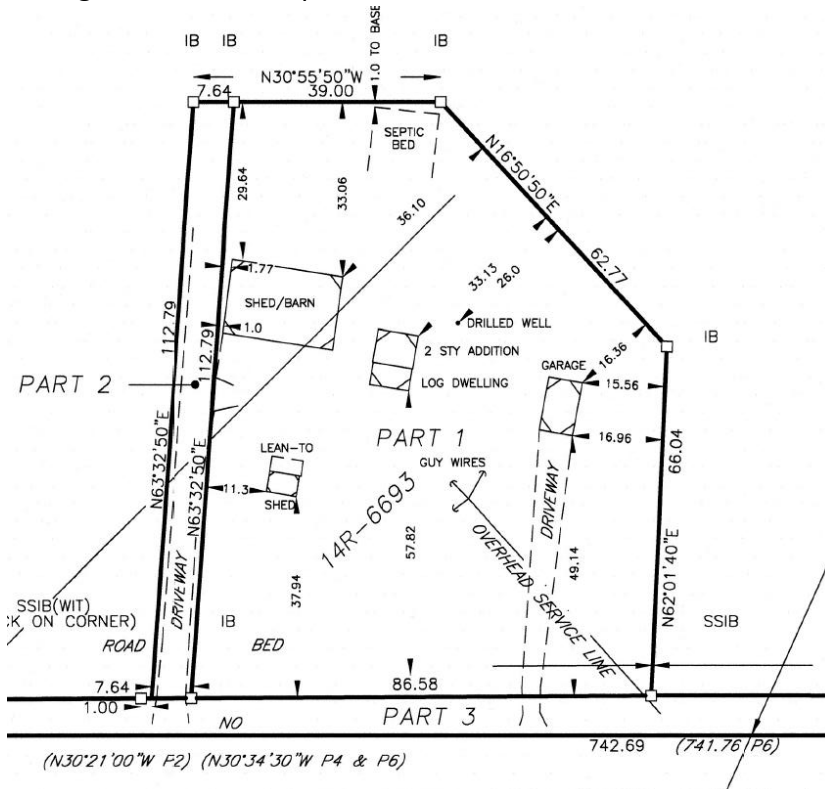 IB IB IB
1.0 TO BASE
N30°55'50"W
7.64 39.00
SEPTIC
BED
N16°50'50"E
29.64
33.06
36.10
62.77
1.77
33.13
26.0
SHED/BARN
DRILLED WELL
1.0
IB
112.79
112.79
2 STY ADDITION
16.36
GARAGE
15.56
PART 2
LOG DWELLING
PART 1
16.96
66.04
LEAN-TO
GUY WIRES
N63°32'50"E
N63°32'50"E
11.3
SHED
14R-6693
DRIVEWAY
57.82
OVERHEAD SERVICE LINE
49.14
N62°01'40"E
37.94
DRIVEWAY
SSIB(WIT)
CK ON CORNER)
IB
SSIB
ROAD BED
7.64
86.58
1.00
NO
PART 3
742.69 (741.76 P6)
(N30°21'00"W P2) (N30°34'30"W P4 & P6)